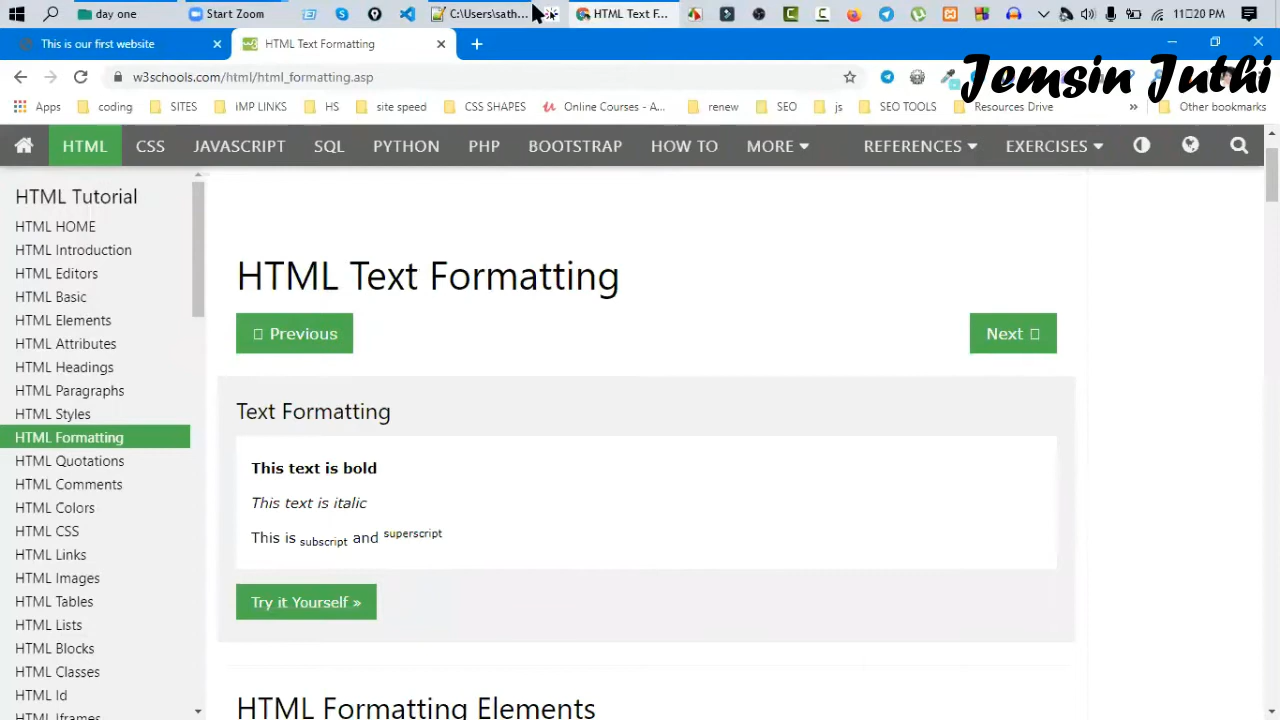 day one
Start Zoom
C:\Users\sath...
HTML Text F...
11:20 PM
This is our first website
HTML Text Formatting
w3schools.com/html/html_formatting.asp
Jemsin Juthi
Apps
coding
SITES
IMP LINKS
HS
site speed
CSS SHAPES
Online Courses - A...
renew
SEO
js
SEO TOOLS
Resources Drive
»
Other bookmarks
HTML
CSS
JAVASCRIPT
SQL
PYTHON
PHP
BOOTSTRAP
HOW TO
MORE
REFERENCES
EXERCISES
HTML Tutorial
HTML HOME
HTML Introduction
HTML Editors
HTML Basic
HTML Elements
HTML Attributes
HTML Headings
HTML Paragraphs
HTML Styles
HTML Formatting
HTML Quotations
HTML Comments
HTML Colors
HTML CSS
HTML Links
HTML Images
HTML Tables
HTML Lists
HTML Blocks
HTML Classes
HTML Id
HTML Iframes
HTML Text Formatting
Previous
Next
Text Formatting
This text is bold
This text is italic
This is subscript and superscript
Try it Yourself »
HTML Formatting Elements